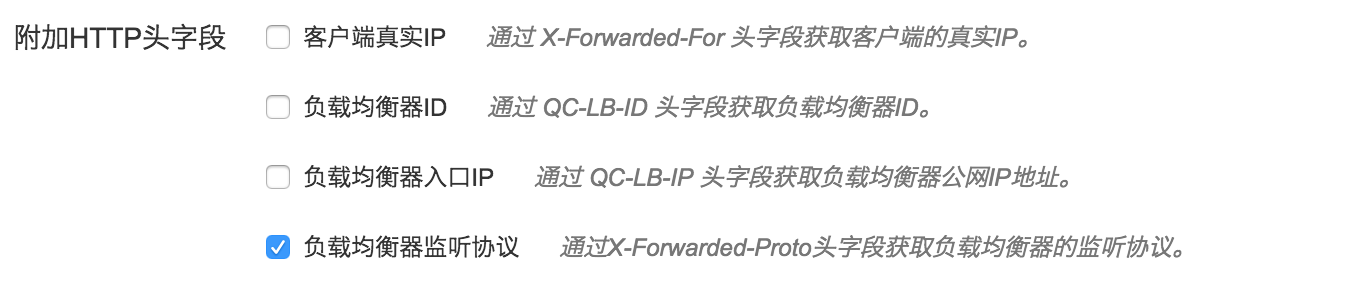 附加HTTP头字段 客户端真实IP 通过 X-Forwarded-For 头字段获取客户端的真实IP。
负载均衡器ID 通过 QC-LB-ID 头字段获取负载均衡器ID。
负载均衡器入口IP 通过 QC-LB-IP 头字段获取负载均衡器公网IP地址。
负载均衡器监听协议 通过X-Forwarded-Proto头字段获取负载均衡器的监听协议。